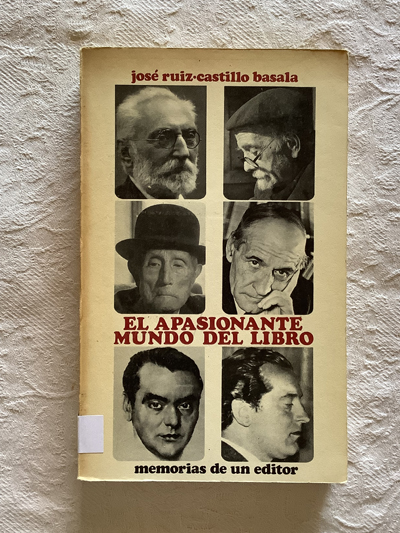 josé ruiz-castillo basala
EL APASIONANTE
MUNDO DEL LIBRO
memorias de un editor